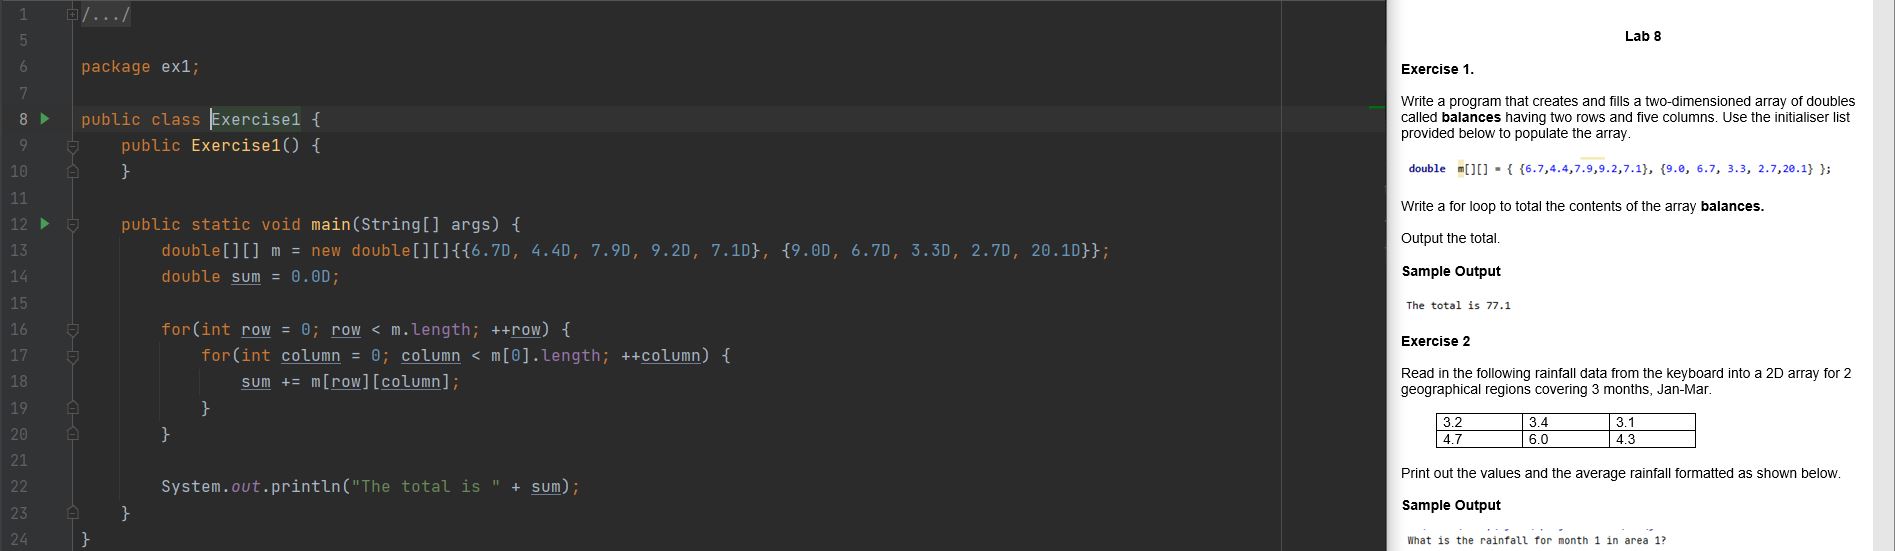 1 /.../
5
6 package ex1;
7
8 public class Exercise1 {
9 public Exercise1() {
10 }
11
12 public static void main(String[] args) {
13 double[][] m = new double[][]{{6.7D, 4.4D, 7.9D, 9.2D, 7.1D}, {9.0D, 6.7D, 3.3D, 2.7D, 20.1D}};
14 double sum = 0.0D;
15
16 for(int row = 0; row < m.length; ++row) {
17 for(int column = 0; column < m[0].length; ++column) {
18 sum += m[row][column];
19 }
20 }
21
22 System.out.println("The total is " + sum);
23 }
24 }
Lab 8
Exercise 1.
Write a program that creates and fills a two-dimensioned array of doubles
called balances having two rows and five columns. Use the initialiser list
provided below to populate the array.
double m[][] = { {6.7,4.4,7.9,9.2,7.1}, {9.0, 6.7, 3.3, 2.7,20.1} };
Write a for loop to total the contents of the array balances.
Output the total.
Sample Output
The total is 77.1
Exercise 2
Read in the following rainfall data from the keyboard into a 2D array for 2
geographical regions covering 3 months, Jan-Mar.
3.2 3.4 3.1
4.7 6.0 4.3
Print out the values and the average rainfall formatted as shown below.
Sample Output
What is the rainfall for month 1 in area 1?